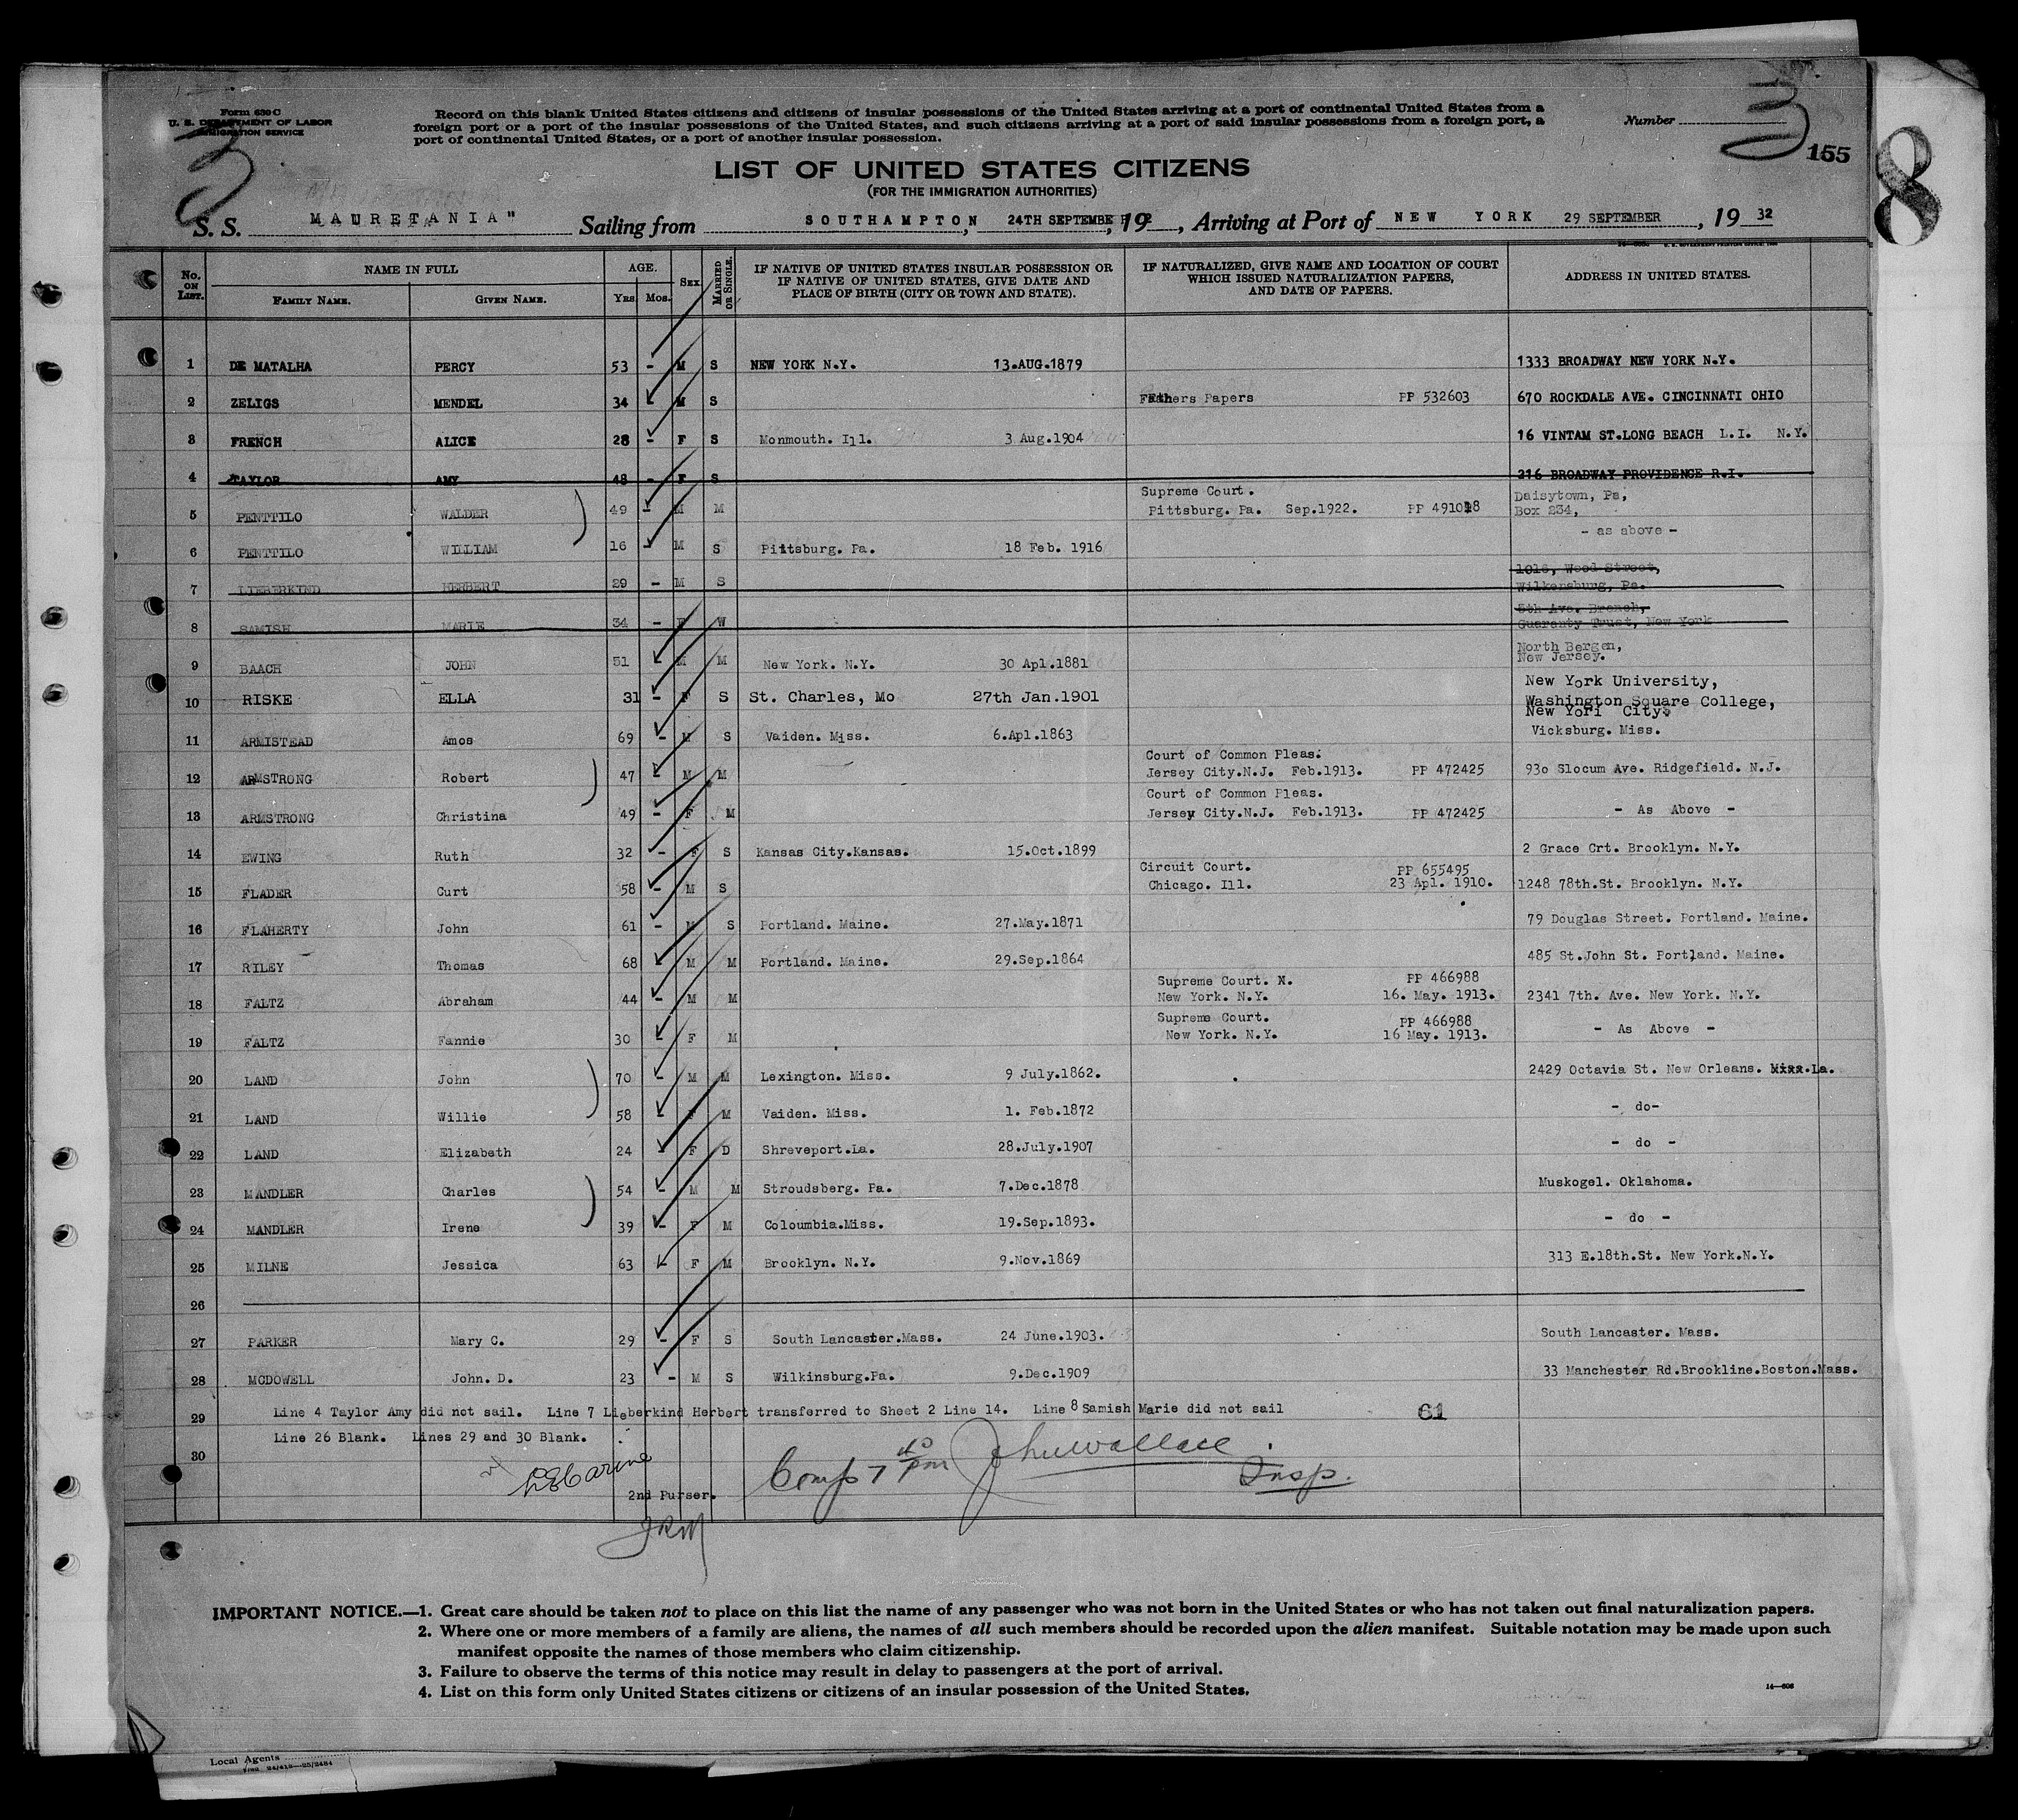 Form 630 C
U. S. DEPARTMENT OF LABOR
IMMIGRATION SERVICE
Record on this blank United States citizens and citizens of insular possessions of the United States arriving at a port of continental United States from a
foreign port or a port of the insular possessions of the United States, and such citizens arriving at a port of said insular possessions from a foreign port, a
port of continental United States, or a port of another insular possession.
Number
3
3
155
8
LIST OF UNITED STATES CITIZENS
(FOR THE IMMIGRATION AUTHORITIES)
S. S. MAURETANIA" Sailing from SOUTHAMPTON, 24TH SEPTEMBER, 19 , Arriving at Port of NEW YORK 29 SEPTEMBER, 19 32
No. ON LIST. NAME IN FULL AGE. SEX MARRIED OR SINGLE. IF NATIVE OF UNITED STATES INSULAR POSSESSION OR IF NATIVE OF UNITED STATES, GIVE DATE AND PLACE OF BIRTH (CITY OR TOWN AND STATE). IF NATURALIZED, GIVE NAME AND LOCATION OF COURT WHICH ISSUED NATURALIZATION PAPERS, AND DATE OF PAPERS. ADDRESS IN UNITED STATES.
FAMILY NAME. GIVEN NAME. Yrs. Mos.
1 DE MATALHA PERCY 53 - M S NEW YORK N.Y. 13.AUG.1879 1333 BROADWAY NEW YORK N.Y.
2 ZELIGS MENDEL 34 - M S Fathers Papers PP 532603 670 ROCKDALE AVE. CINCINNATI OHIO
3 FRENCH ALICE 28 - F S Monmouth. Ill. 3 Aug.1904 16 VINTAM ST.LONG BEACH L.I. N.Y.
4 TAYLOR AMY 48 - F S 216 BROADWAY PROVIDENCE R.I.
Supreme Court. Daisytown, Pa,
5 PENTTILO WALDER 49 - M M Pittsburg. Pa. Sep.1922. PP 491018 Box 234,
6 PENTTILO WILLIAM 16 - M S Pittsburg. Pa. 18 Feb. 1916 - as above -
1016, Wood Street,
7 LIEBERKIND HERBERT 29 - M S Wilkensburg, Pa.
5th Ave. Branch,
8 SAMISH MARIE 34 - F W Guaranty Trust, New York
North Bergen,
9 BAACH JOHN 51 - M M New York. N.Y. 30 Apl.1881 New Jersey.
New York University,
10 RISKE ELLA 31 - F S St. Charles, Mo 27th Jan.1901 Washington Square College,
New Yori City.
11 ARMISTEAD Amos 69 - M S Vaiden. Miss. 6.Apl.1863 Vicksburg. Miss.
Court of Common Pleas.
12 ARMSTRONG Robert 47 - M M Jersey City.N.J. Feb.1913. PP 472425 930 Slocum Ave. Ridgefield. N.J.
Court of Common Pleas.
13 ARMSTRONG Christina 49 - F M Jersey City.N.J. Feb.1913. PP 472425 - As Above -
14 EWING Ruth 32 - F S Kansas City.Kansas. 15.Oct.1899 2 Grace Crt. Brooklyn. N.Y.
Circuit Court. PP 655495
15 FLADER Curt 58 - M S Chicago. Ill. 23 Apl. 1910. 1248 78th.St. Brooklyn. N.Y.
16 FLAHERTY John 61 - M S Portland. Maine. 27.May.1871 79 Douglas Street. Portland. Maine.
17 RILEY Thomas 68 - M M Portland. Maine. 29.Sep.1864 485 St.John St. Portland. Maine.
Supreme Court. N. PP 466988
18 FALTZ Abraham 44 - M M New York. N.Y. 16. May. 1913. 2341 7th. Ave. New York. N.Y.
Supreme Court. PP 466988
19 FALTZ Fannie 30 - F M New York. N.Y. 16 May. 1913. - As Above -
20 LAND John 70 - M M Lexington. Miss. 9 July.1862. 2429 Octavia St. New Orleans. Miss.La.
21 LAND Willie 58 - F M Vaiden. Miss. 1. Feb.1872 - do-
22 LAND Elizabeth 24 - F D Shreveport.La. 28.July.1907 - do -
23 MANDLER Charles 54 - M M Stroudsberg. Pa. 7.Dec.1878 Muskogel. Oklahoma.
24 MANDLER Irene 39 - F M Coloumbia.Miss. 19.Sep.1893. - do -
25 MILNE Jessica 63 - F M Brooklyn. N.Y. 9.Nov.1869 313 E.18th.St. New York.N.Y.
26
27 PARKER Mary C. 29 - F S South Lancaster.Mass. 24 June.1903. South Lancaster. Mass.
28 MCDOWELL John. D. 23 - M S Wilkinsburg.Pa. 9.Dec.1909 33 Manchester Rd.Brookline.Boston.Mass.
29 Line 4 Taylor Amy did not sail. Line 7 Lieberkind Herbert transferred to Sheet 2 Line 14. Line 8 Samish Marie did not sail 61
Line 26 Blank. Lines 29 and 30 Blank.
30
Comp 7 40 pm John Wallace
Insp.
2nd Purser.
JRM
IMPORTANT NOTICE.—1. Great care should be taken not to place on this list the name of any passenger who was not born in the United States or who has not taken out final naturalization papers.
2. Where one or more members of a family are aliens, the names of all such members should be recorded upon the alien manifest. Suitable notation may be made upon such
manifest opposite the names of those members who claim citizenship.
3. Failure to observe the terms of this notice may result in delay to passengers at the port of arrival.
4. List on this form only United States citizens or citizens of an insular possession of the United States.
14—606
Local Agents